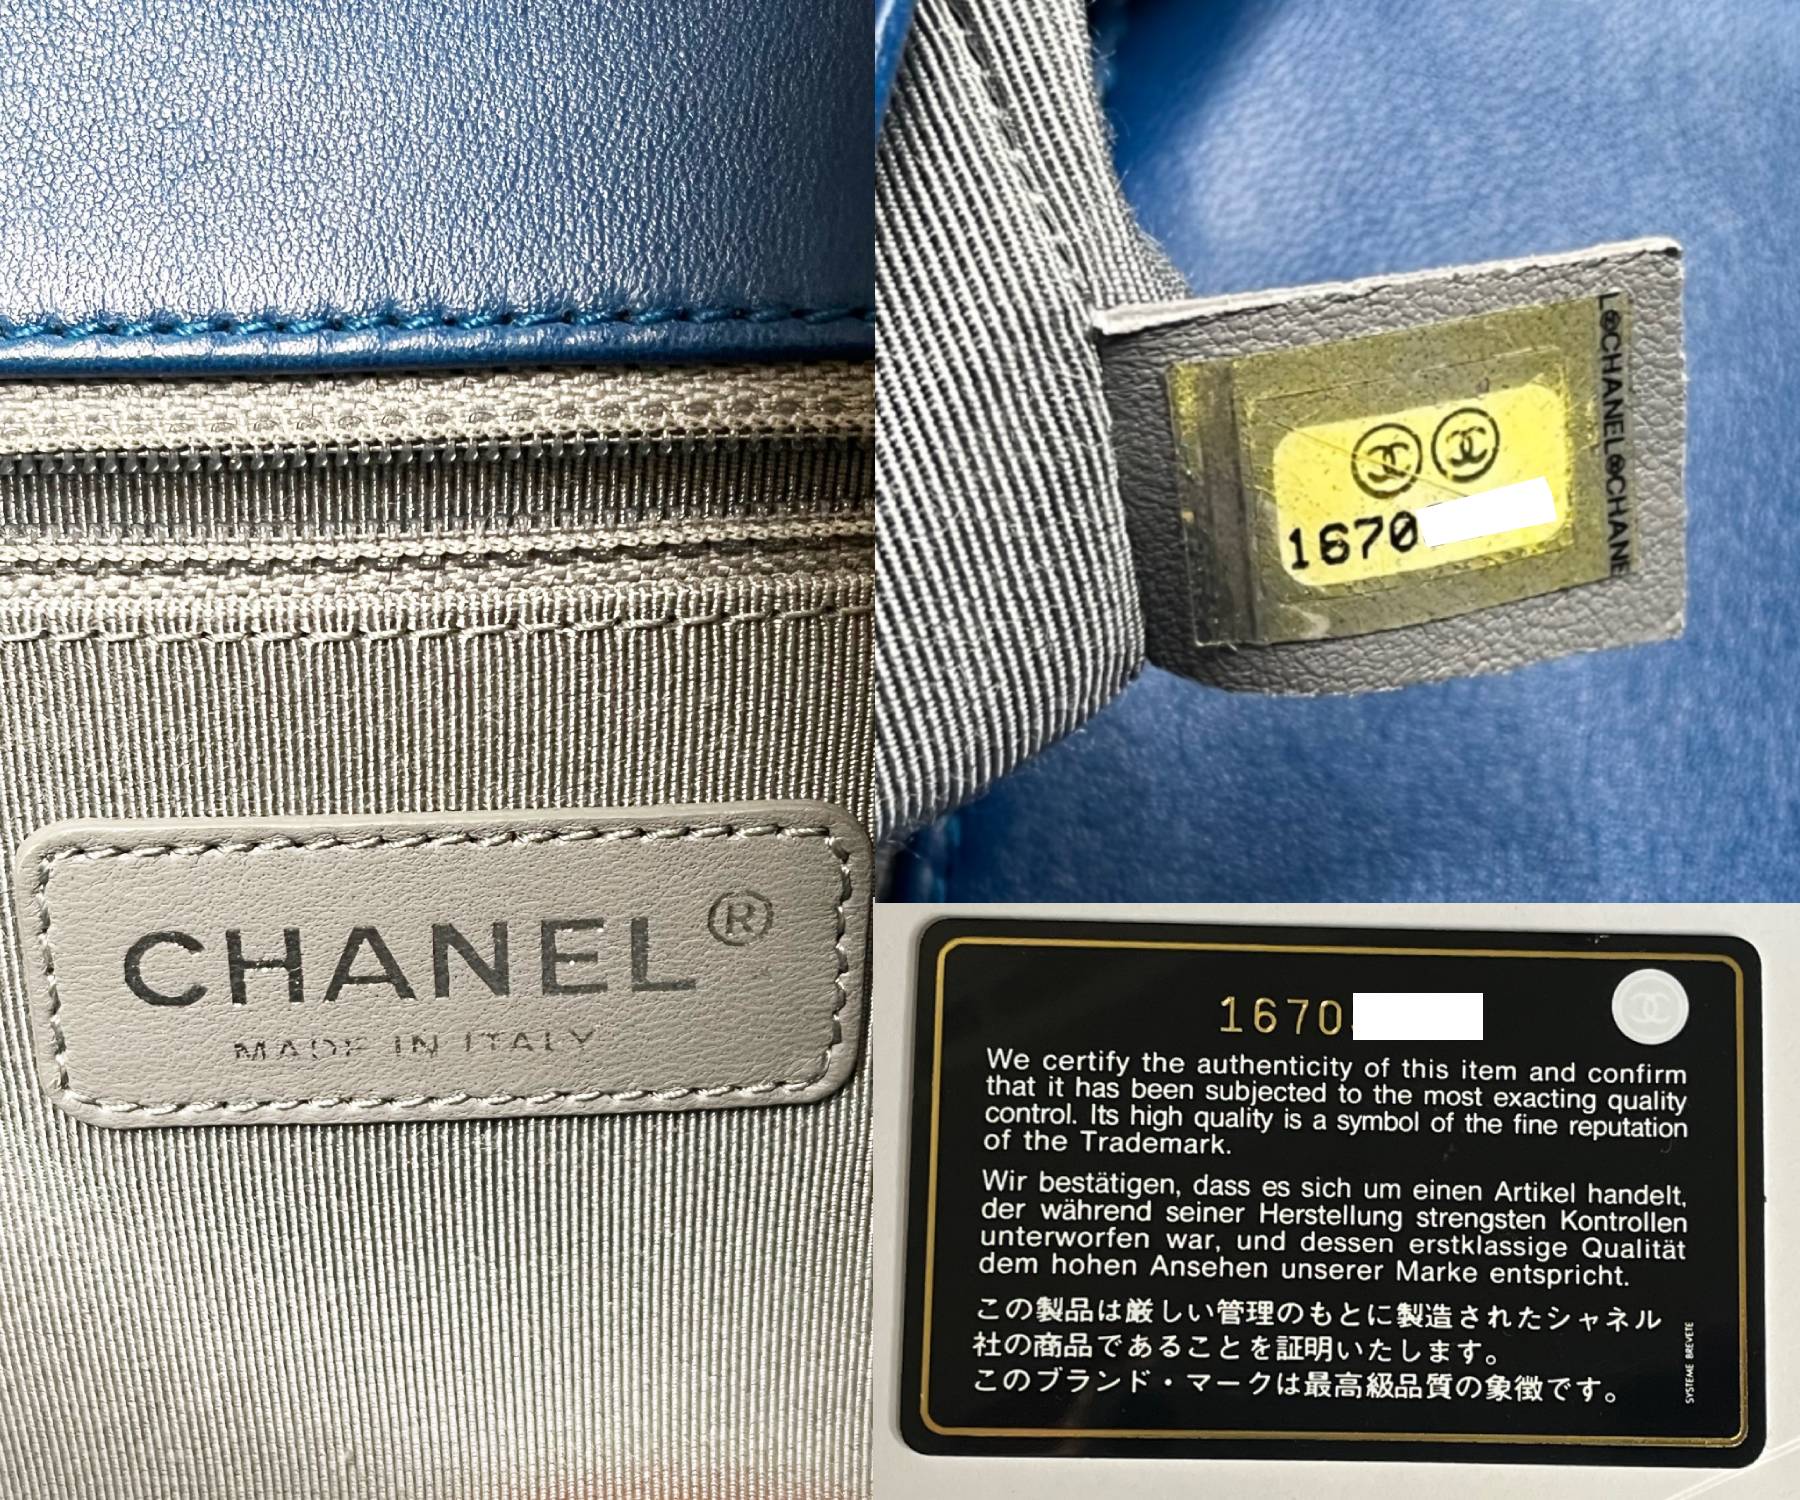 CHANEL®
MADE IN ITALY
L©CHANEL©CHANE
1670
1670
We certify the authenticity of this item and confirm
that it has been subjected to the most exacting quality
control. Its high quality is a symbol of the fine reputation
of the Trademark.
Wir bestätigen, dass es sich um einen Artikel handelt,
der während seiner Herstellung strengsten Kontrollen
unterworfen war, und dessen erstklassige Qualität
dem hohen Ansehen unserer Marke entspricht.
この製品は厳しい管理のもとに製造されたシャネル
社の商品であることを証明いたします。
このブランド・マークは最高級品質の象徴です。
SYSTEME BREVETE